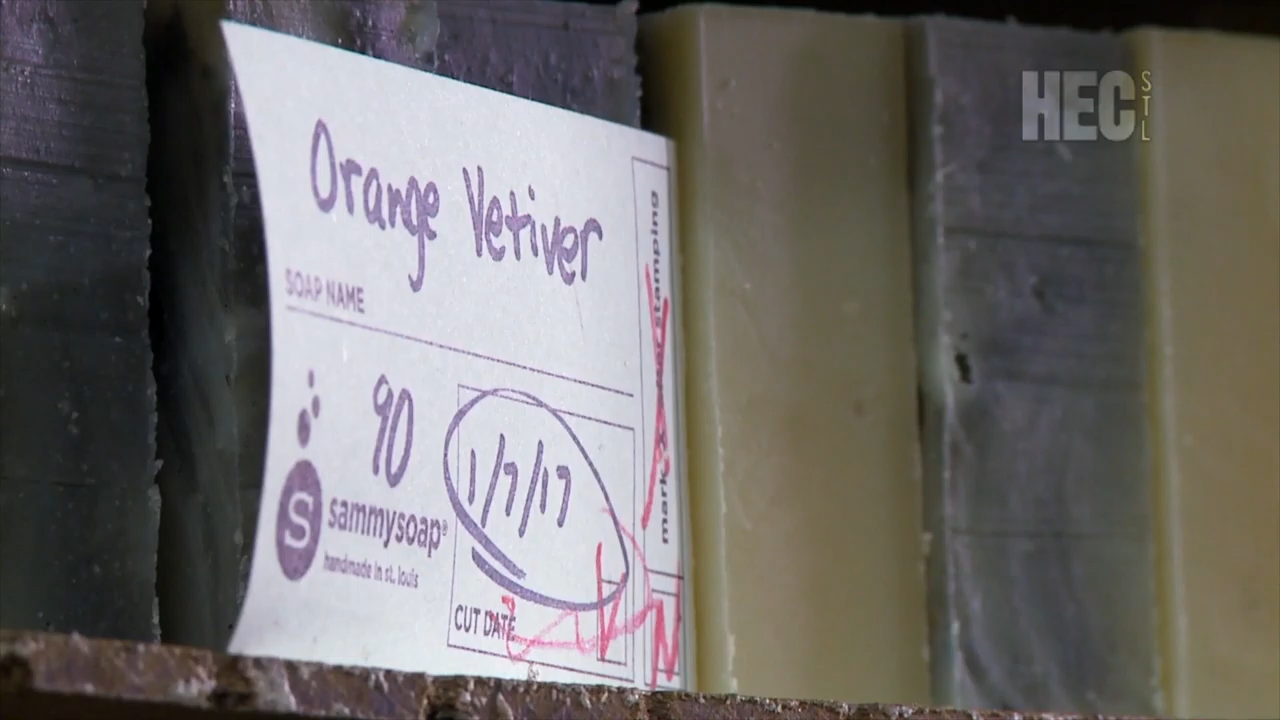 Orange Vetiver
SOAP NAME
90
1/7/17
S
sammysoap®
handmade in st. louis
CUT DATE
stamping
HEC
STL